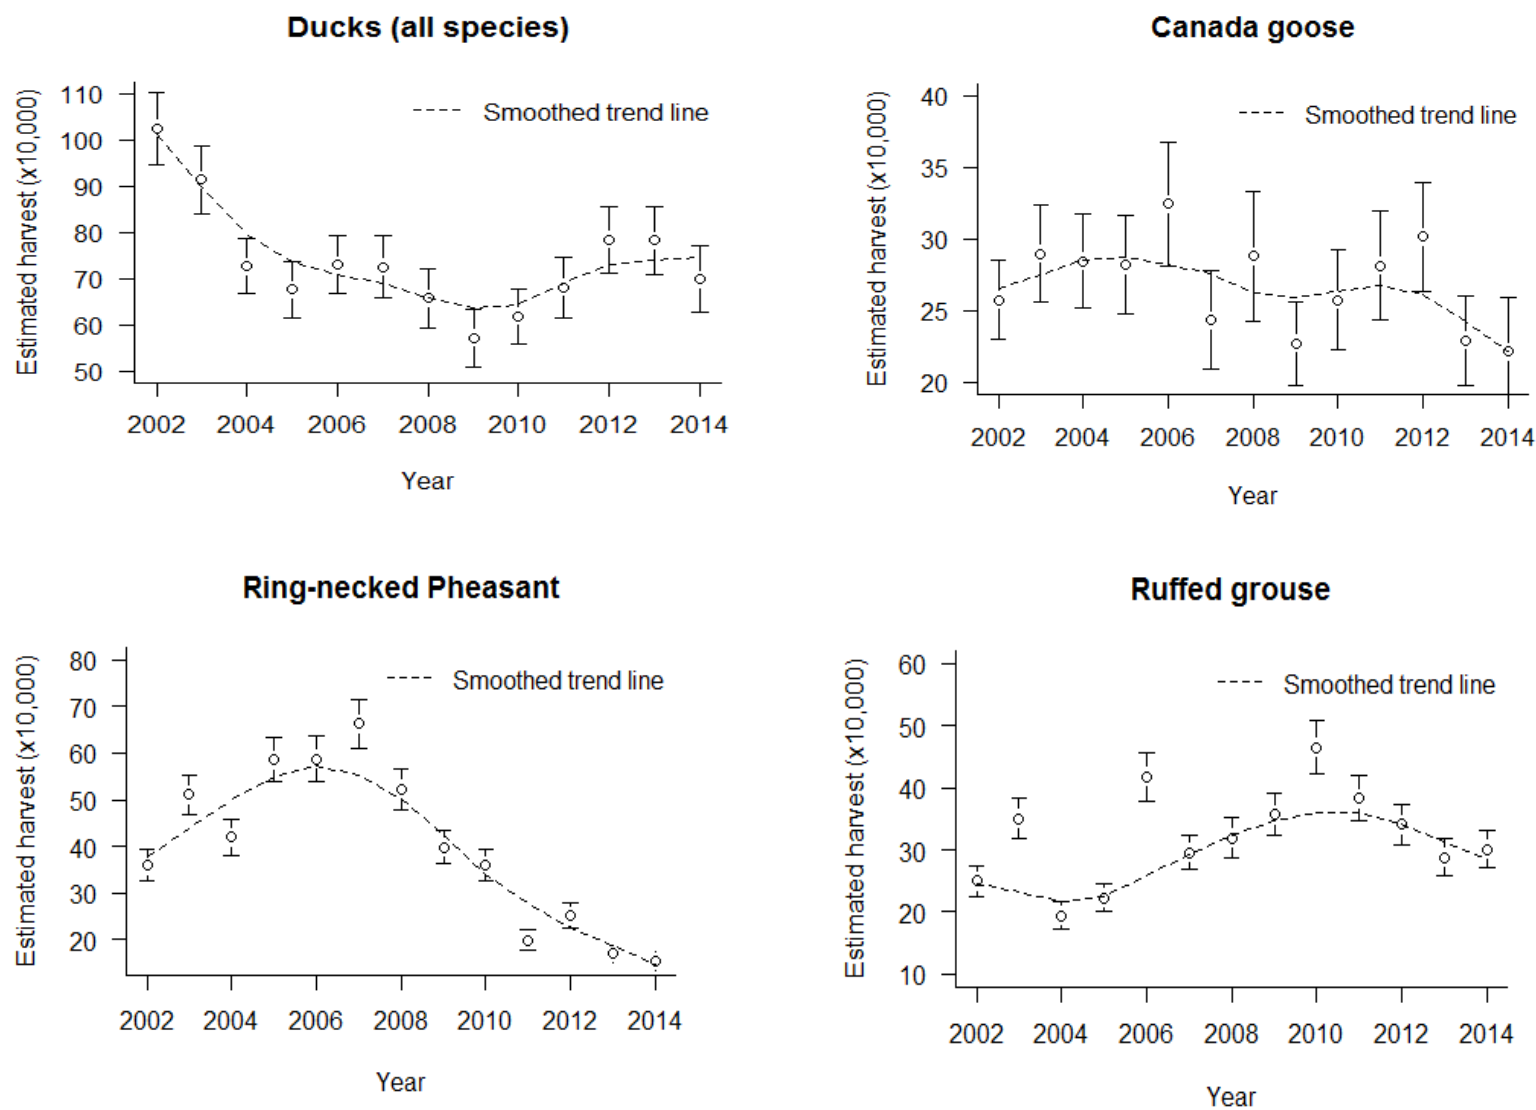 Ducks (all species)
Estimated harvest (x10,000)
110
100
90
80
70
60
50
Smoothed trend line
2002 2004 2006 2008 2010 2012 2014
Year
Canada goose
Estimated harvest (x10,000)
40
35
30
25
20
Smoothed trend line
2002 2004 2006 2008 2010 2012 2014
Year
Ring-necked Pheasant
Estimated harvest (x10,000)
80
70
60
50
40
30
20
Smoothed trend line
2002 2004 2006 2008 2010 2012 2014
Year
Ruffed grouse
Estimated harvest (x10,000)
60
50
40
30
20
10
Smoothed trend line
2002 2004 2006 2008 2010 2012 2014
Year